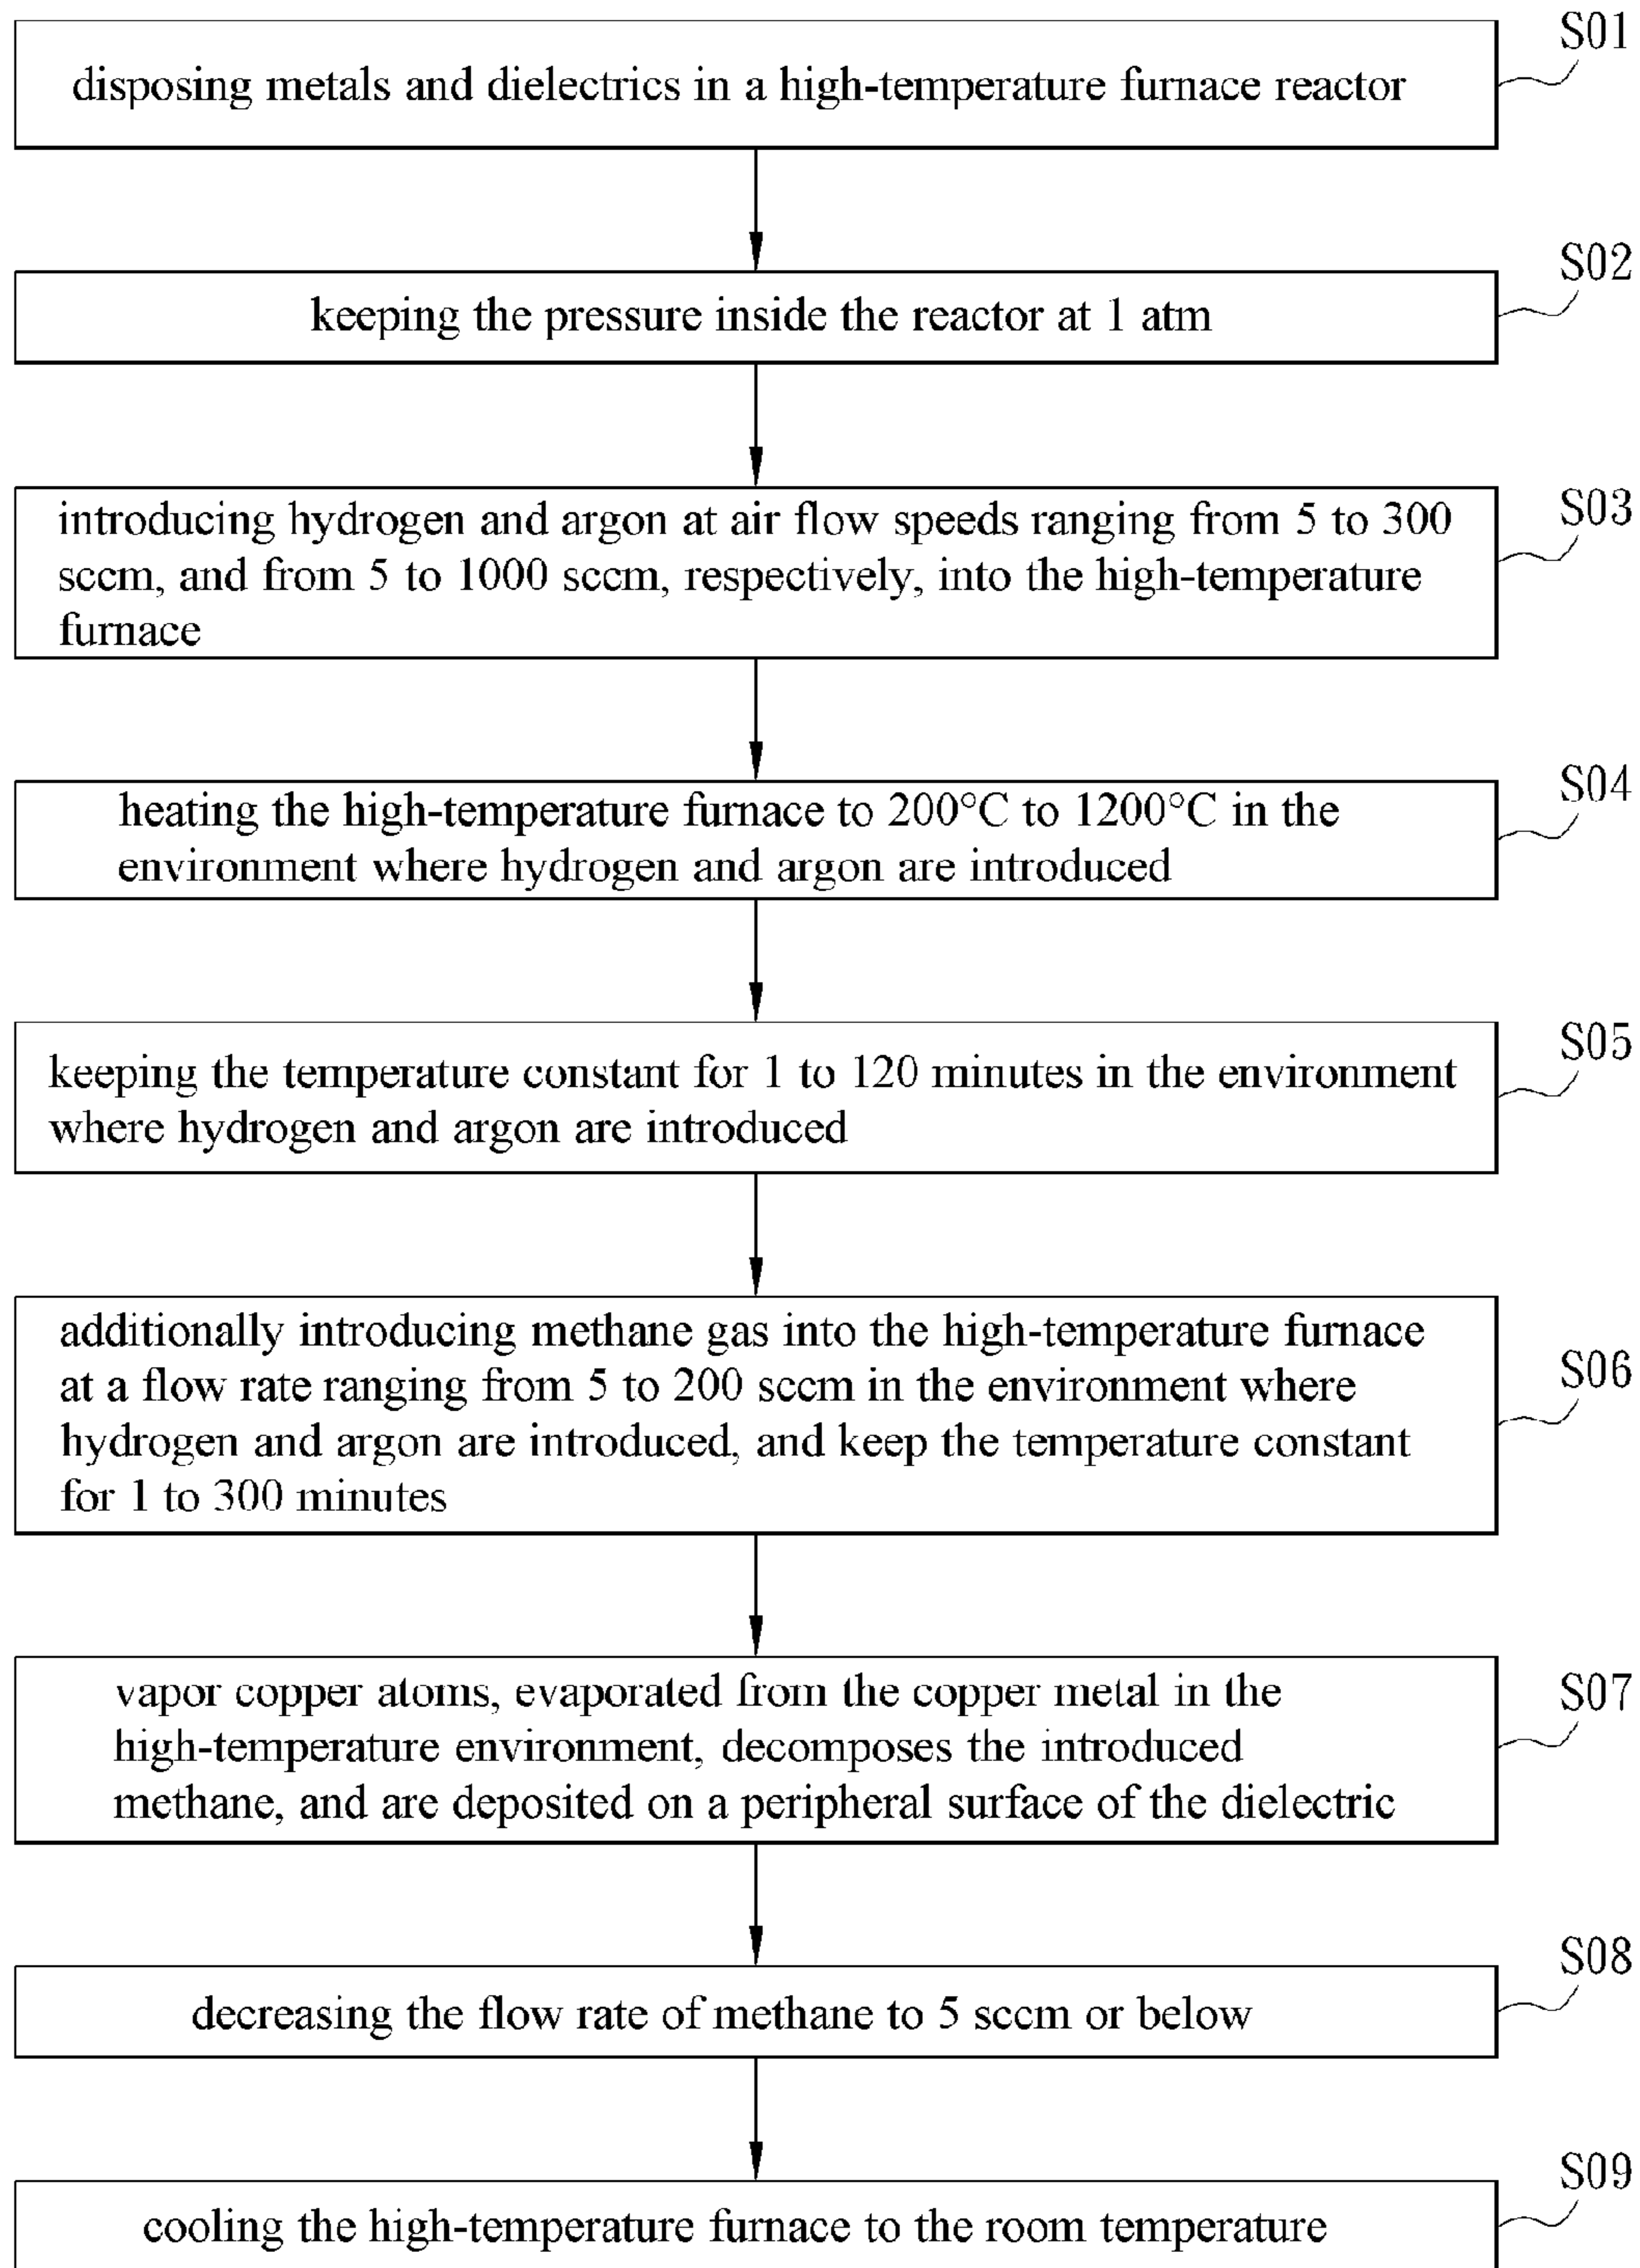 S01
disposing metals and dielectrics in a high-temperature furnace reactor
S02
keeping the pressure inside the reactor at 1 atm
S03
introducing hydrogen and argon at air flow speeds ranging from 5 to 300
sccm, and from 5 to 1000 sccm, respectively, into the high-temperature
furnace
S04
heating the high-temperature furnace to 200°C to 1200°C in the
environment where hydrogen and argon are introduced
S05
keeping the temperature constant for 1 to 120 minutes in the environment
where hydrogen and argon are introduced
S06
additionally introducing methane gas into the high-temperature furnace
at a flow rate ranging from 5 to 200 sccm in the environment where
hydrogen and argon are introduced, and keep the temperature constant
for 1 to 300 minutes
S07
vapor copper atoms, evaporated from the copper metal in the
high-temperature environment, decomposes the introduced
methane, and are deposited on a peripheral surface of the dielectric
S08
decreasing the flow rate of methane to 5 sccm or below
S09
cooling the high-temperature furnace to the room temperature